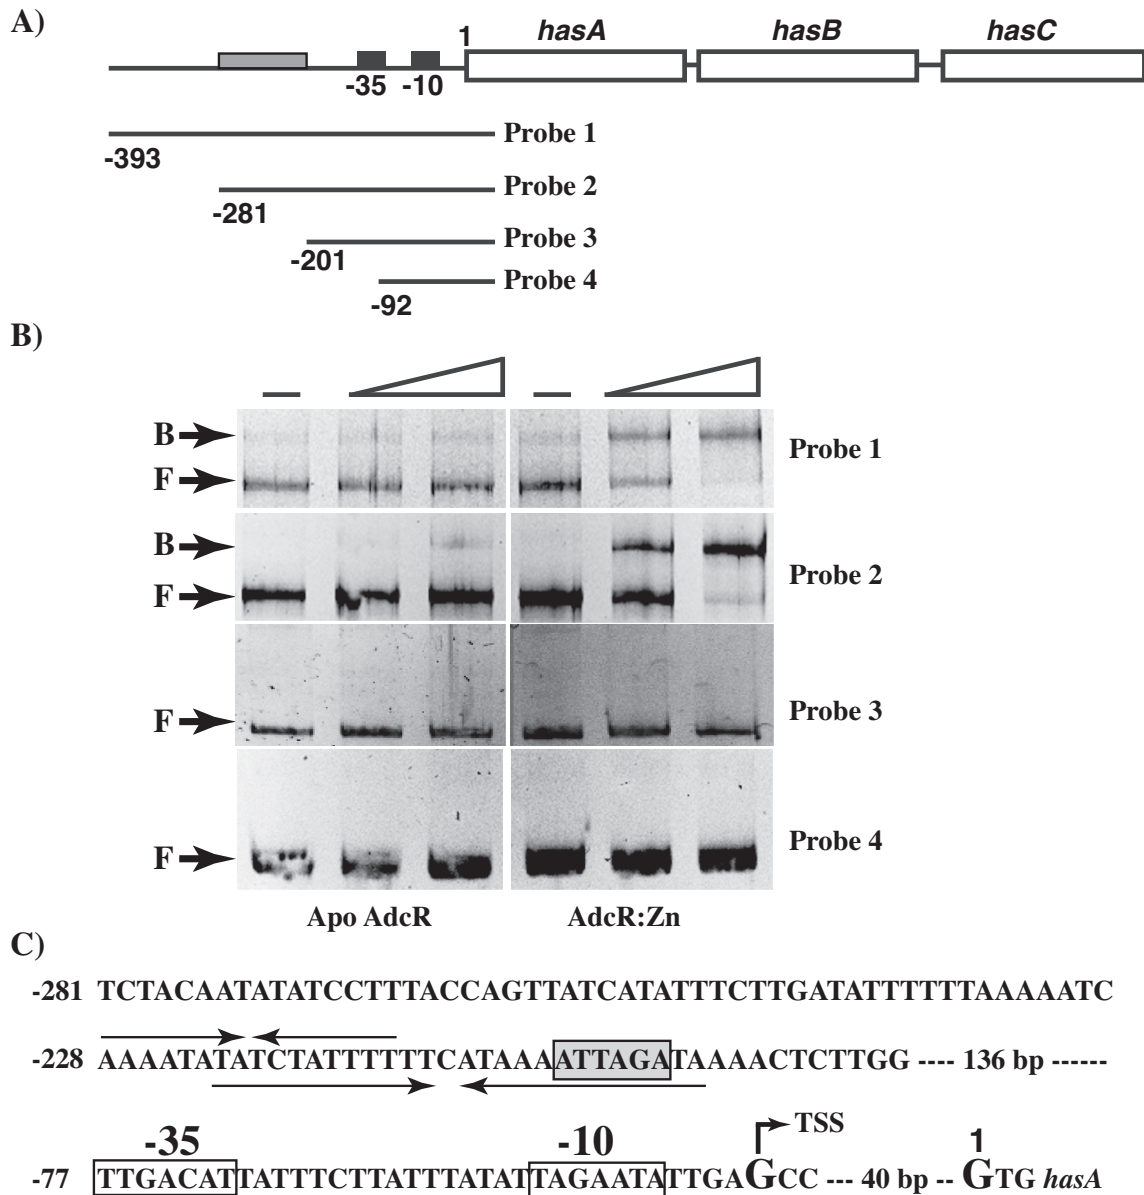 A)
1 hasA hasB hasC
-35 -10
Probe 1
-393
Probe 2
-281
Probe 3
-201
Probe 4
-92
B)
B
F
Probe 1
B
F
Probe 2
F
Probe 3
F
Probe 4
Apo AdcR AdcR:Zn
C)
-281 TCTACAATATATCCTTTACCAGTTATCATATTTCTTGATATTTTTTAAAAATC
-228 AAAATATATCTATTTTTTCATAAAATTAGATAAAACTCTTGG ---- 136 bp ------
-35 -10 TSS 1
-77 TTGACATTATTTCTTATTTATATTAGAATATTGAGCC --- 40 bp -- GTG hasA